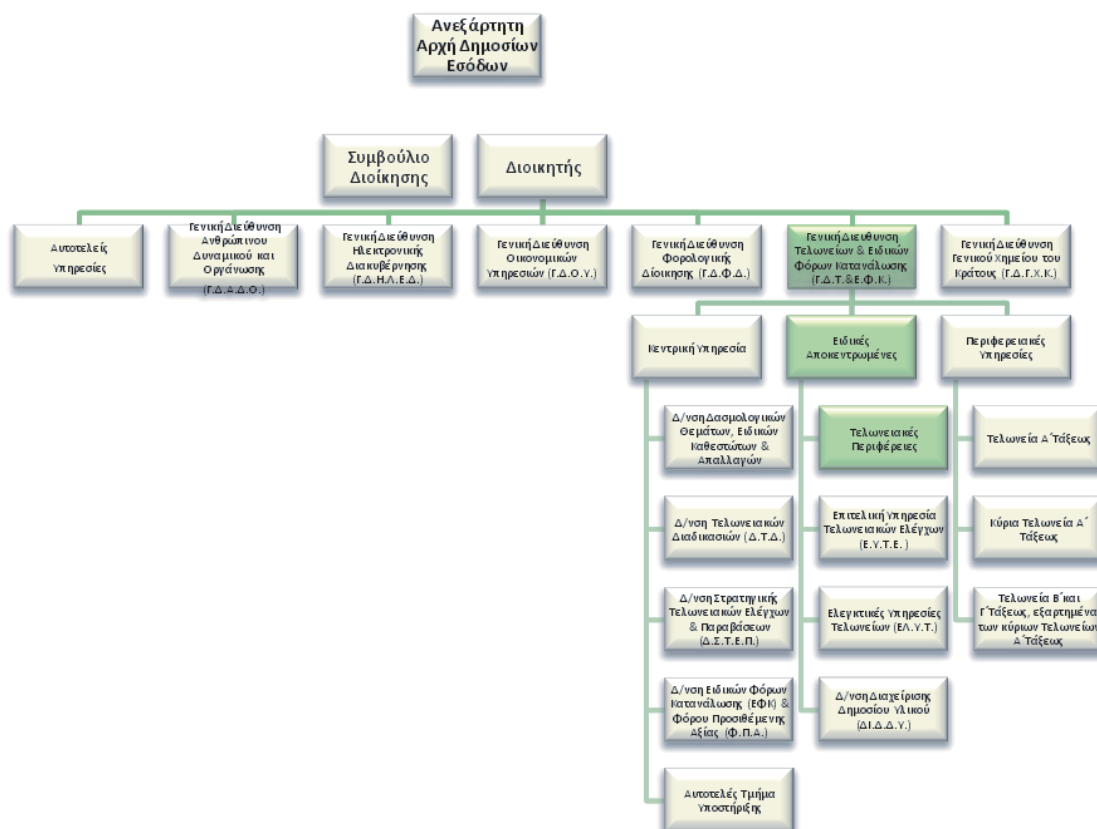 Ανεξάρτητη
Αρχή Δημοσίων
Εσόδων
Συμβούλιο
Διοίκησης
Διοικητής
Αυτοτελείς
Υπηρεσίες
Γενική Διεύθυνση
Ανθρώπινου
Δυναμικού και
Οργάνωσης
(Γ.Δ.Α.Δ.Ο.)
Γενική Διεύθυνση
Ηλεκτρονικής
Διακυβέρνησης
(Γ.Δ.Η.Λ.Ε.Δ.)
Γενική Διεύθυνση
Οικονομικών
Υπηρεσιών (Γ.Δ.Ο.Υ.)
Γενική Διεύθυνση
Φορολογικής
Δίοικησης (Γ.Δ.Φ.Δ.)
Γενική Διευθυνση
Τελωνείων & Ειδικών
Φόρων Κατανάλωσης
(Γ.Δ.Τ.&Ε.Φ.Κ.)
Γενική Διεύθυνση
Γενικού Χημείου του
Κράτους (Γ.Δ.Γ.Χ.Κ.)
Κεντρική Υπηρεσία
Ειδικές
Αποκεντρωμένες
Περιφερειακές
Υπηρεσίες
Δ/νση Δασμολογικών
Θεμάτων, Ειδικών
Καθεστώτων &
Απαλλαγών
Δ/νση Τελωνειακών
Διαδικασιών (Δ.Τ.Δ.)
Δ/νση Στρατηγικής
Τελωνειακών Ελέγχων
& Παραβάσεων
(Δ.Σ.Τ.Ε.Π.)
Δ/νση Ειδικών Φόρων
Κατανάλωσης (ΕΦΚ) &
Φόρου Προσιθέμενης
Αξίας (Φ.Π.Α.)
Αυτοτελές Τμήμα
Υποστήριξης
Τελωνειακές
Περιφέρειες
Επιτελική Υπηρεσία
Τελωνειακών Ελέγχων
(Ε.Υ.Τ.Ε. )
Ελεγκτικές Υπηρεσίες
Τελωνείων (ΕΛ.Υ.Τ.)
Δ/νση Διαχείρισης
Δημοσίου Υλικού
(ΔΙ.Δ.Δ.Υ.)
Τελωνεία Α΄ Τάξεως
Κύρια Τελωνεία Α΄
Τάξεως
Τελωνεία Β΄ και
Γ΄ Τάξεως, εξαρτημένα
των κύριων Τελωνείων
Α΄ Τάξεως